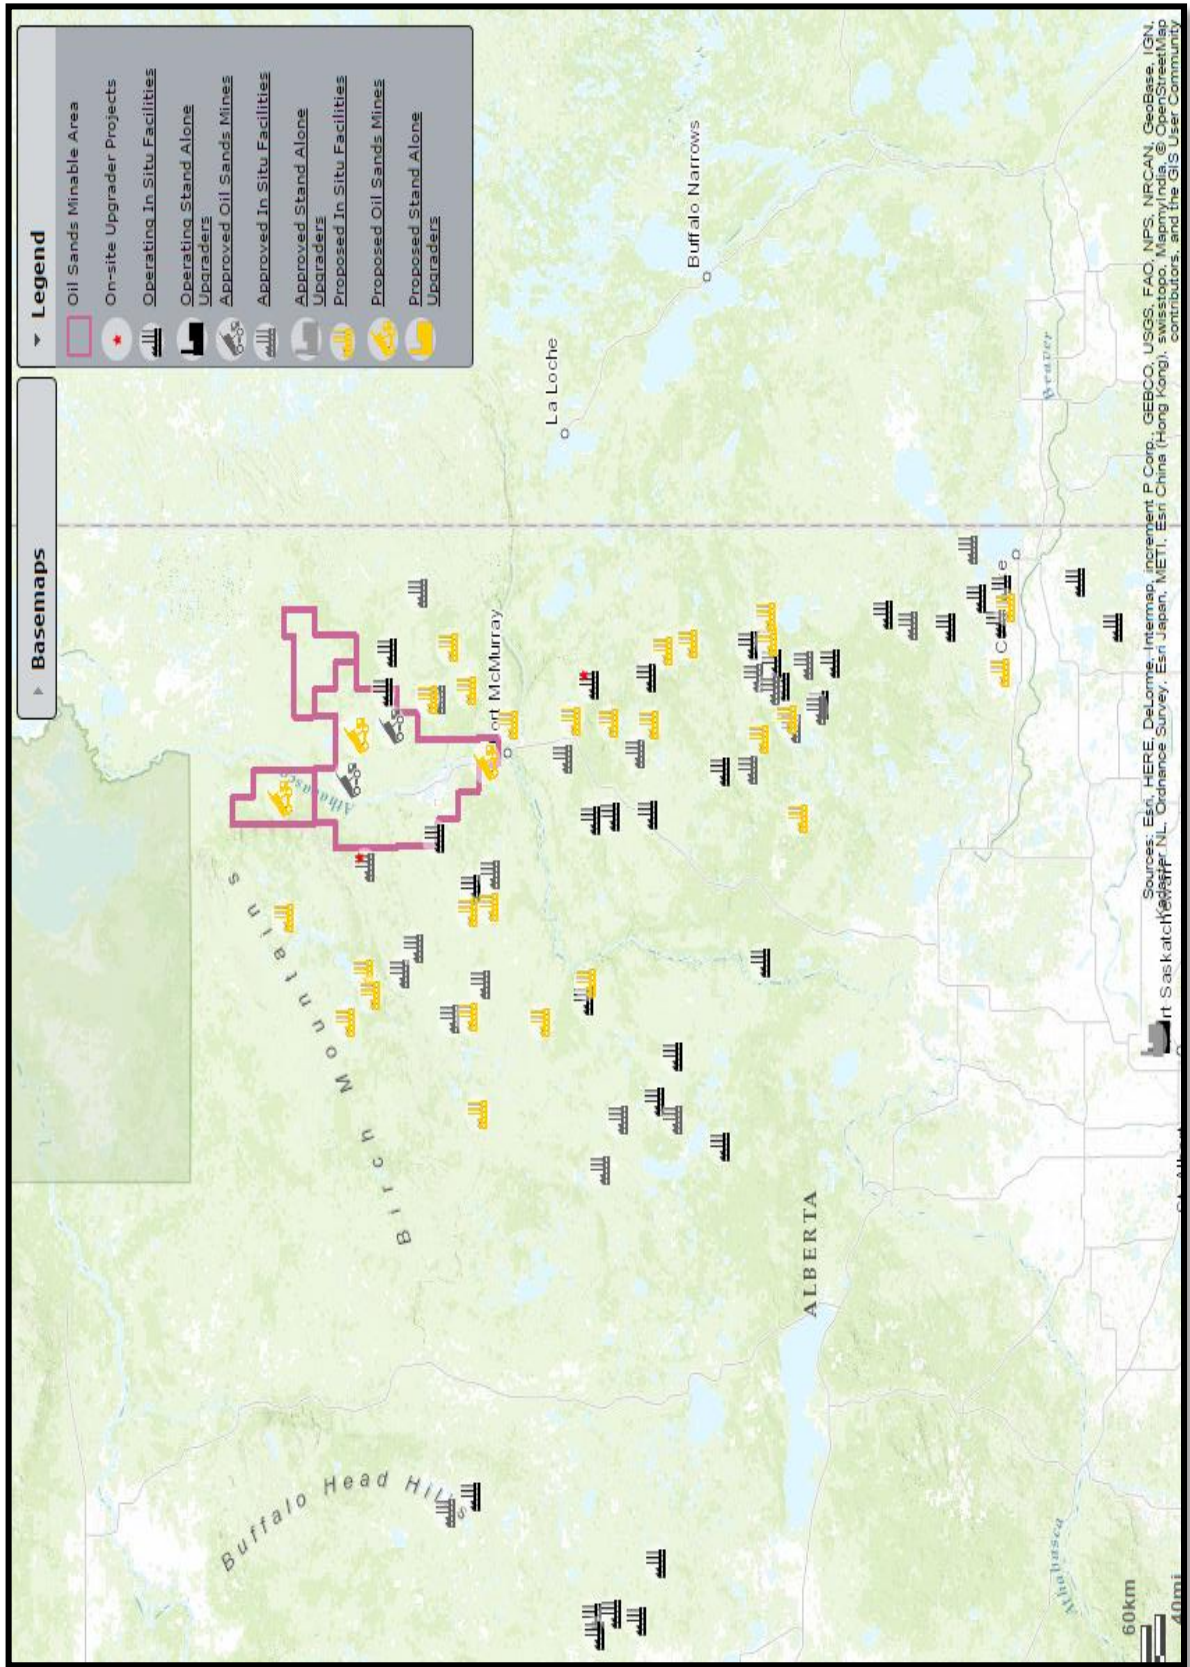 Basemaps
Legend
Oil Sands Minable Area
On-site Upgrader Projects
Operating In Situ Facilities
Operating Stand Alone
Upgraders
Approved Oil Sands Mines
Approved In Situ Facilities
Approved Stand Alone
Upgraders
Proposed In Situ Facilities
Proposed Oil Sands Mines
Proposed Stand Alone
Upgraders
Birch Mountains
Buffalo Head Hills
Athabasc
ort McMurray
La Loche
Buffalo Narrows
ALBERTA
Beaver
Athabasca
rt Saskatchewan
60km
40mi
Sources: Esri, HERE, DeLorme, Intermap, increment P Corp., GEBCO, USGS, FAO, NPS, NRCAN, GeoBase, IGN,
Kadaster NL, Ordnance Survey, Esri Japan, METI, Esri China (Hong Kong), swisstopo, MapmyIndia, © OpenStreetMap
contributors, and the GIS User Community